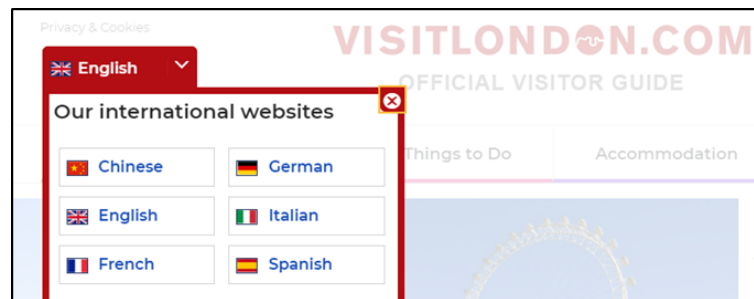 Privacy & Cookies
VISITLONDON.COM
English
OFFICIAL VISITOR GUIDE
Our international websites
Things to Do
Accommodation
Chinese
German
English
Italian
French
Spanish